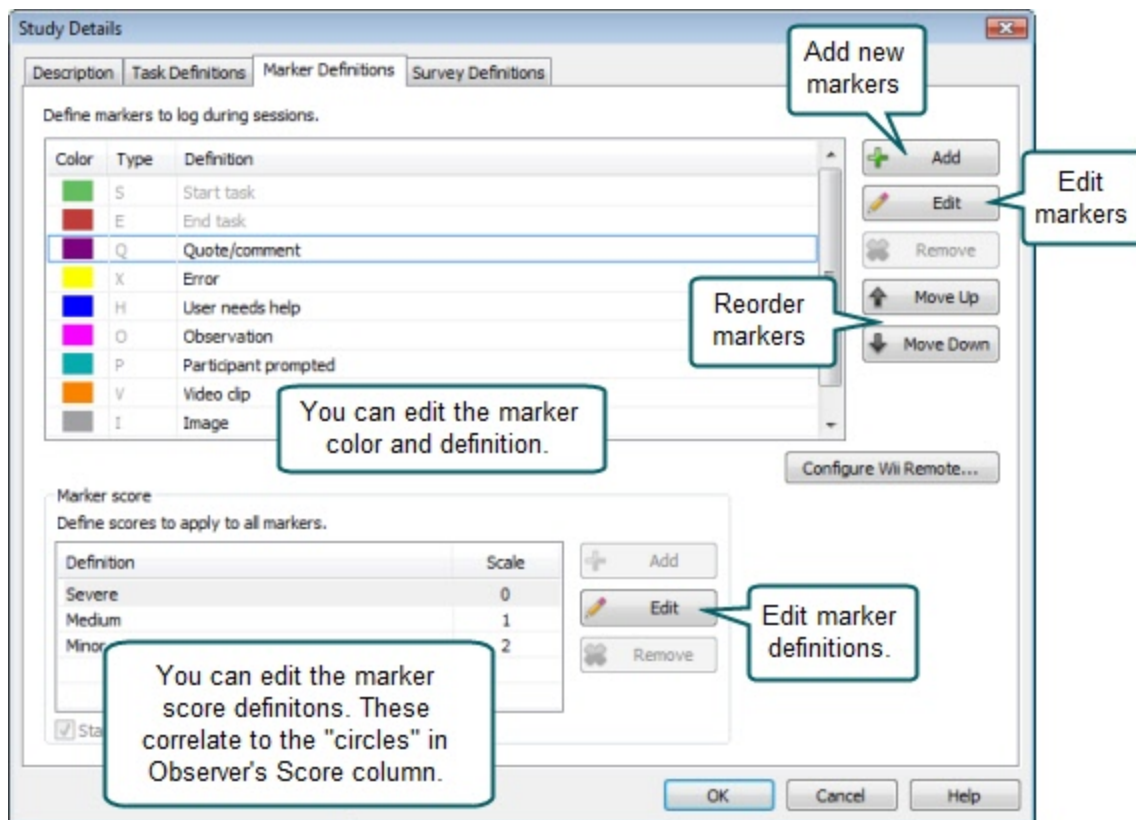 Study Details
Description Task Definitions Marker Definitions Survey Definitions
Define markers to log during sessions.
Color Type Definition
S Start task
E End task
Q Quote/comment
X Error
H User needs help
O Observation
P Participant prompted
V Video clip
I Image
Add new
markers
Add
Edit
Edit
markers
Remove
Reorder
markers
Move Up
Move Down
You can edit the marker
color and definition.
Configure Wii Remote...
Marker score
Define scores to apply to all markers.
Definition Scale
Severe 0
Medium 1
Minor 2
Add
Edit
Remove
Edit marker
definitions.
You can edit the marker
score definitons. These
correlate to the "circles" in
Observer's Score column.
OK Cancel Help